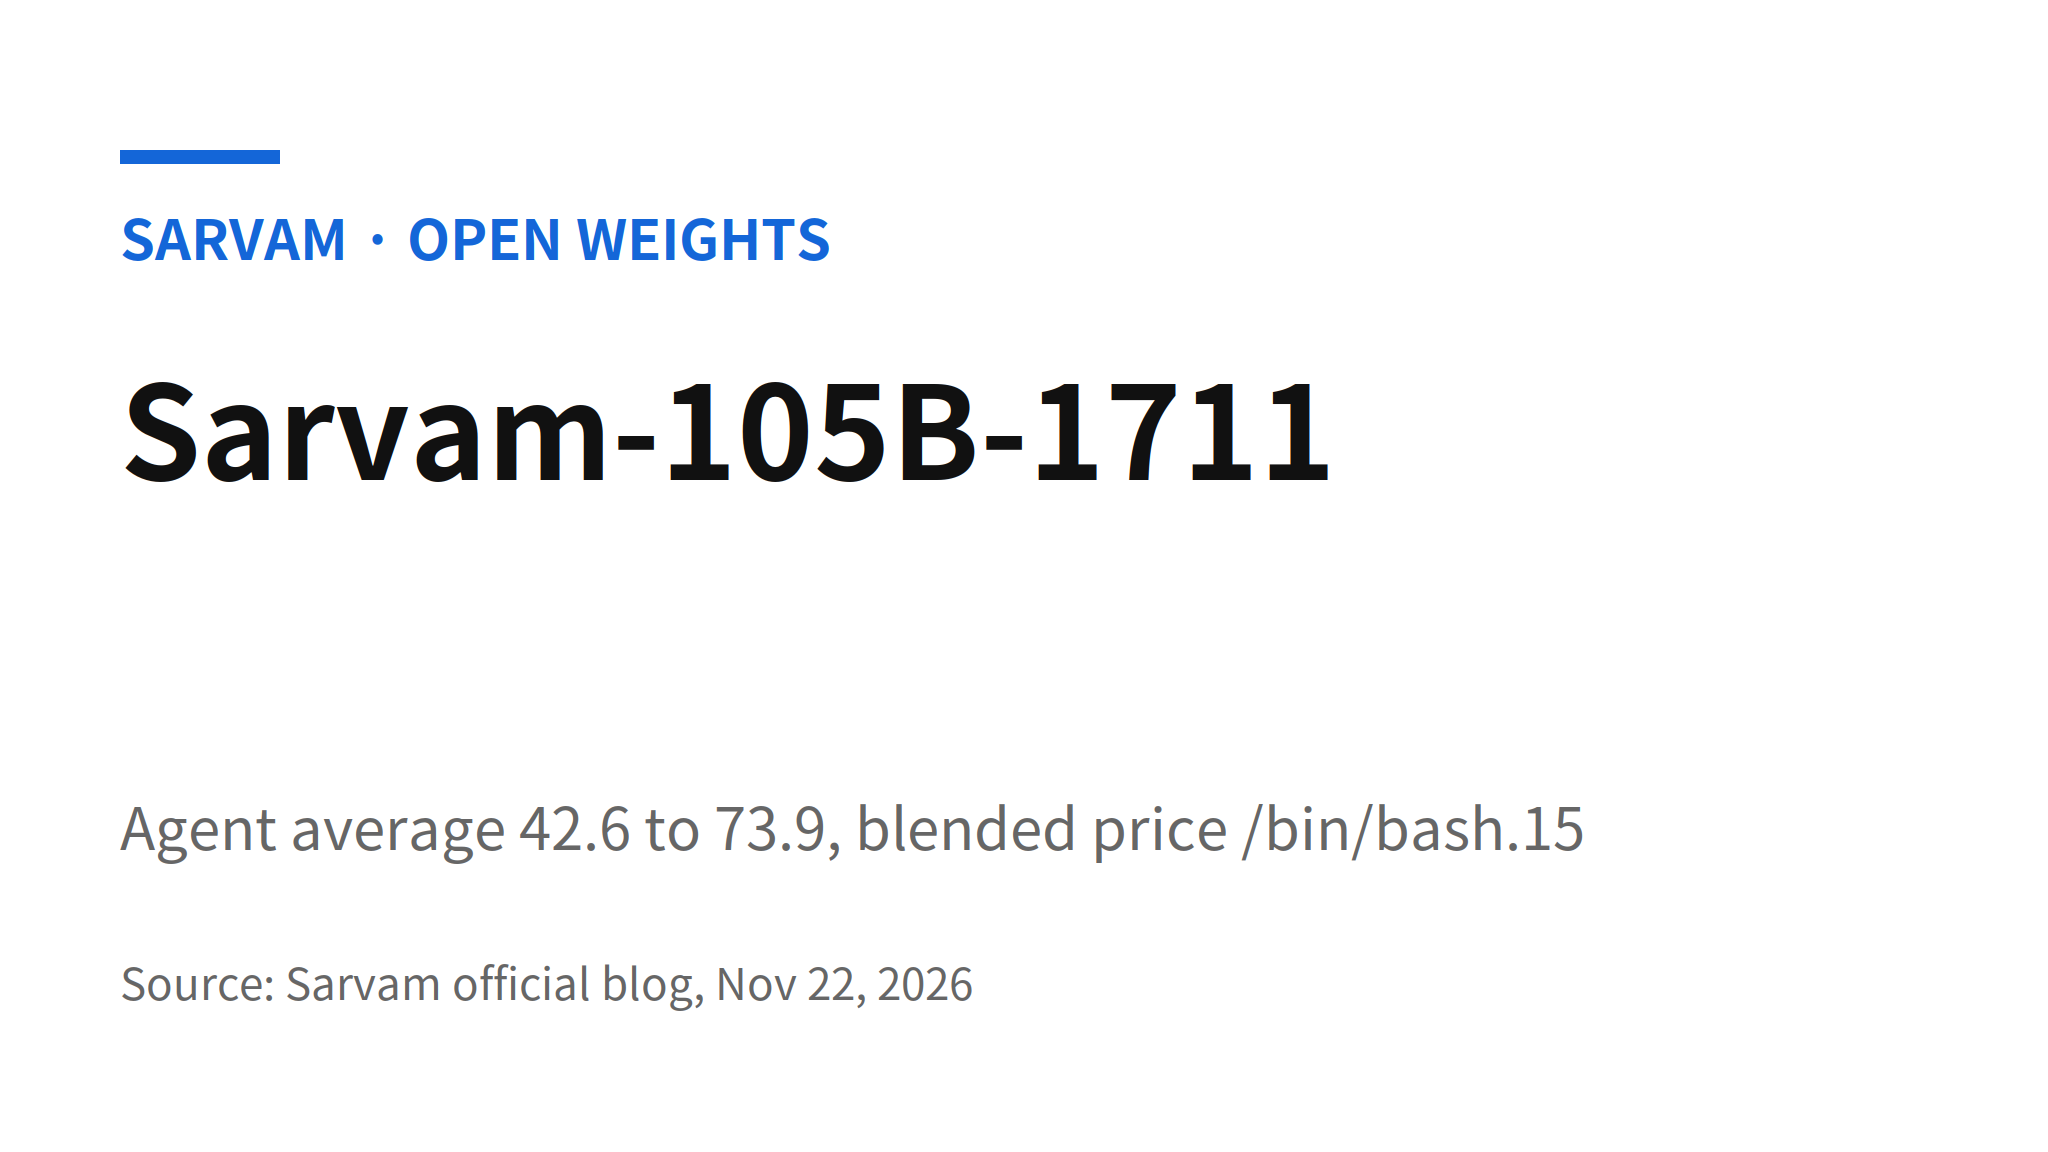 SARVAM · OPEN WEIGHTS
Sarvam-105B-1711
Agent average 42.6 to 73.9, blended price /bin/bash.15
Source: Sarvam official blog, Nov 22, 2026